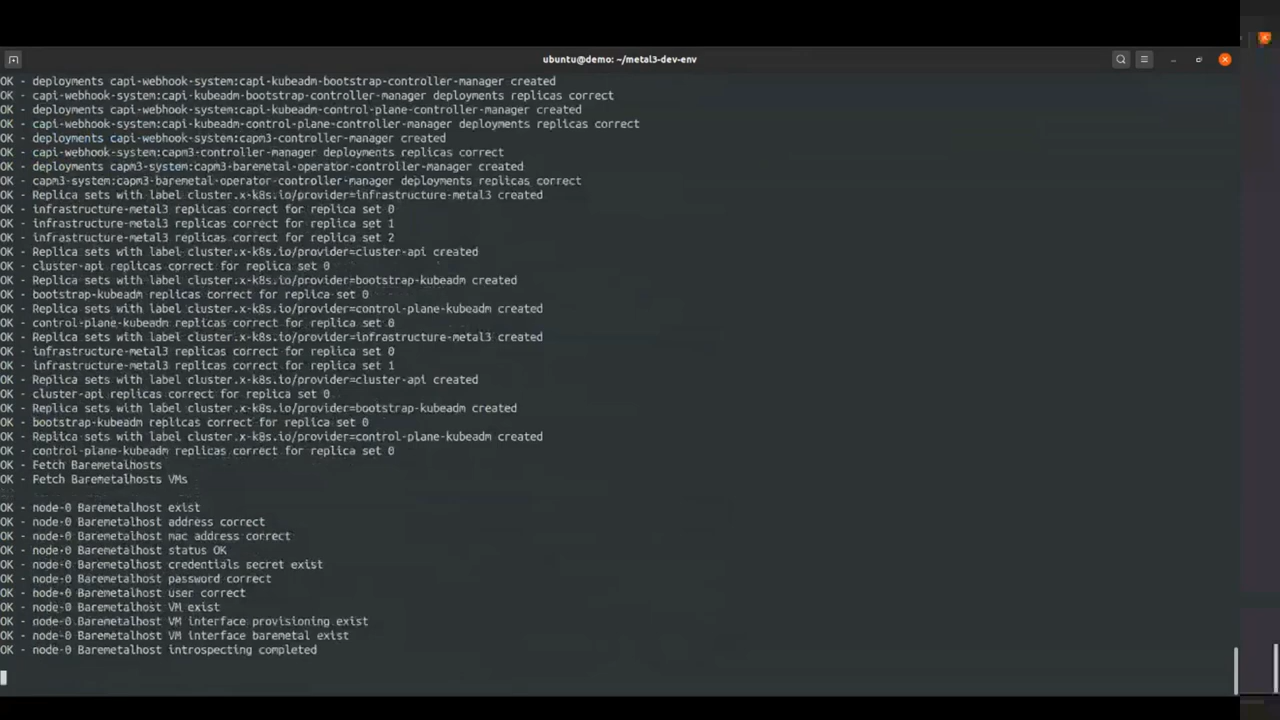 ubuntu@demo: ~/metal3-dev-env
OK - deployments capi-webhook-system:capi-kubeadm-bootstrap-controller-manager created
OK - capi-webhook-system:capi-kubeadm-bootstrap-controller-manager deployments replicas correct
OK - deployments capi-webhook-system:capi-kubeadm-control-plane-controller-manager created
OK - capi-webhook-system:capi-kubeadm-control-plane-controller-manager deployments replicas correct
OK - deployments capi-webhook-system:capm3-controller-manager created
OK - capi-webhook-system:capm3-controller-manager deployments replicas correct
OK - deployments capm3-system:capm3-baremetal-operator-controller-manager created
OK - capm3-system:capm3-baremetal-operator-controller-manager deployments replicas correct
OK - Replica sets with label cluster.x-k8s.io/provider=infrastructure-metal3 created
OK - infrastructure-metal3 replicas correct for replica set 0
OK - infrastructure-metal3 replicas correct for replica set 1
OK - infrastructure-metal3 replicas correct for replica set 2
OK - Replica sets with label cluster.x-k8s.io/provider=cluster-api created
OK - cluster-api replicas correct for replica set 0
OK - Replica sets with label cluster.x-k8s.io/provider=bootstrap-kubeadm created
OK - bootstrap-kubeadm replicas correct for replica set 0
OK - Replica sets with label cluster.x-k8s.io/provider=control-plane-kubeadm created
OK - control-plane-kubeadm replicas correct for replica set 0
OK - Replica sets with label cluster.x-k8s.io/provider=infrastructure-metal3 created
OK - infrastructure-metal3 replicas correct for replica set 0
OK - infrastructure-metal3 replicas correct for replica set 1
OK - Replica sets with label cluster.x-k8s.io/provider=cluster-api created
OK - cluster-api replicas correct for replica set 0
OK - Replica sets with label cluster.x-k8s.io/provider=bootstrap-kubeadm created
OK - bootstrap-kubeadm replicas correct for replica set 0
OK - Replica sets with label cluster.x-k8s.io/provider=control-plane-kubeadm created
OK - control-plane-kubeadm replicas correct for replica set 0
OK - Fetch Baremetalhosts
OK - Fetch Baremetalhosts VMs
OK - node-0 Baremetalhost exist
OK - node-0 Baremetalhost address correct
OK - node-0 Baremetalhost mac address correct
OK - node-0 Baremetalhost status OK
OK - node-0 Baremetalhost credentials secret exist
OK - node-0 Baremetalhost password correct
OK - node-0 Baremetalhost user correct
OK - node-0 Baremetalhost VM exist
OK - node-0 Baremetalhost VM interface provisioning exist
OK - node-0 Baremetalhost VM interface baremetal exist
OK - node-0 Baremetalhost introspecting completed